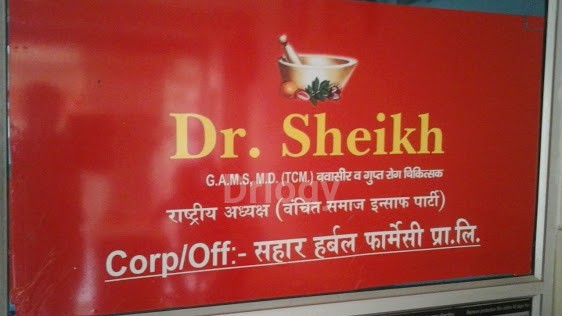 Dr. Sheikh
G.A.M.S, M.D. (TCM.) बवासीर व गुप्त रोग चिकित्सक
राष्ट्रीय अध्यक्ष (वंचित समाज इन्साफ पार्टी)
Corp/Off:- सहार हर्बल फार्मेसी प्रा.लि.